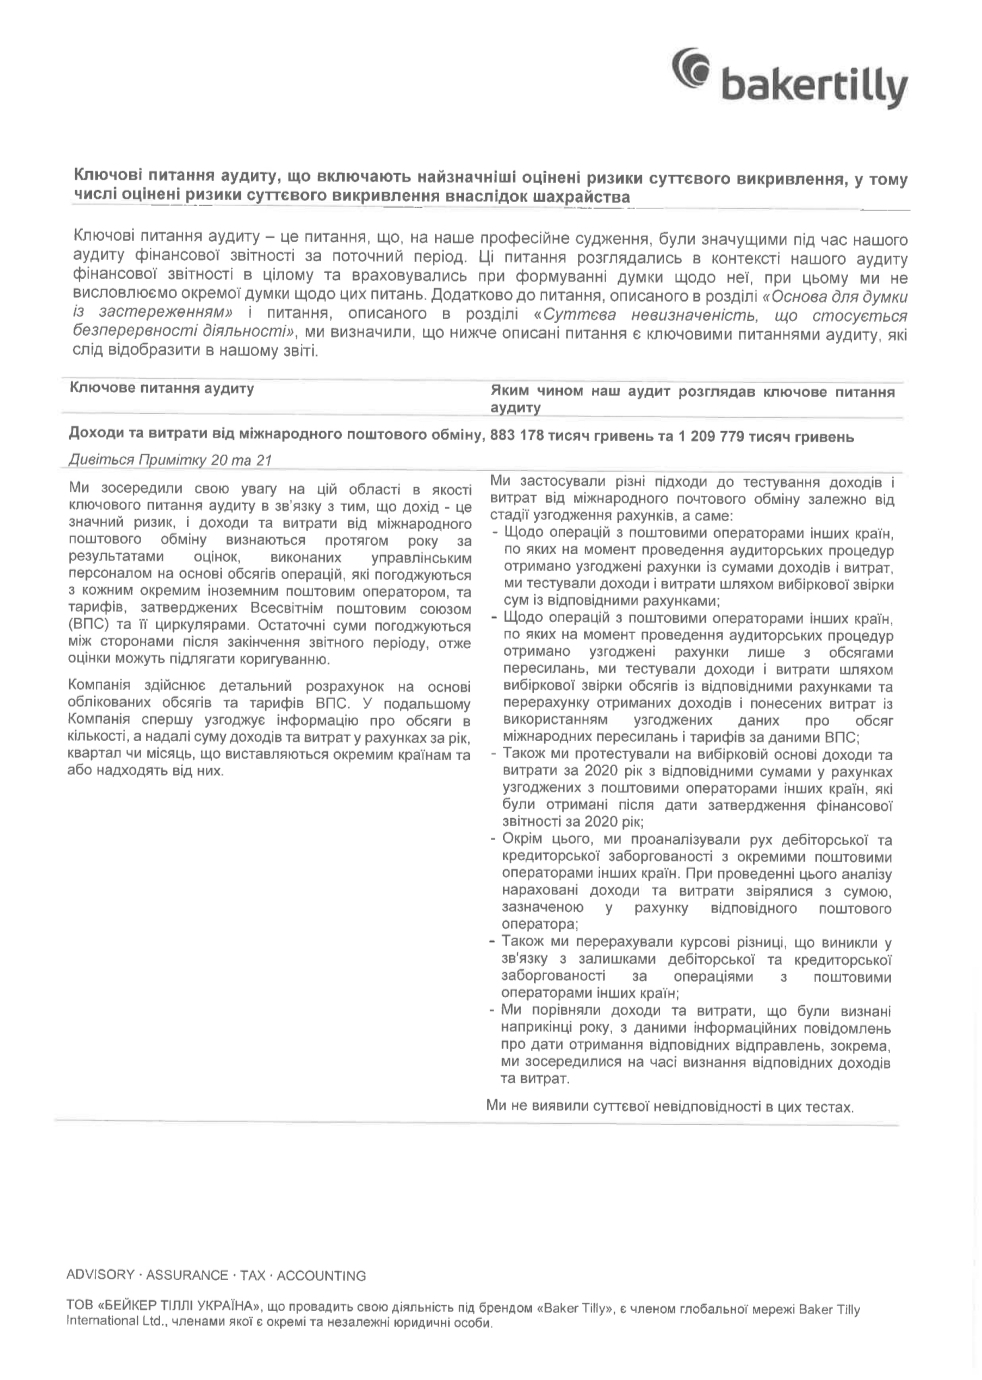 bakertilly
Ключові питання аудиту, що включають найзначніші оцінені ризики суттєвого викривлення, у тому
числі оцінені ризики суттєвого викривлення внаслідок шахрайства
Ключові питання аудиту – це питання, що, на наше професійне судження, були значущими під час нашого
аудиту фінансової звітності за поточний період. Ці питання розглядались в контексті нашого аудиту
фінансової звітності в цілому та враховувались при формуванні думки щодо неї, при цьому ми не
висловлюємо окремої думки щодо цих питань. Додатково до питання, описаного в розділі «Основа для думки
із застереженням» і питання, описаного в розділі «Суттєва невизначеність, що стосується
безперервності діяльності», ми визначили, що нижче описані питання є ключовими питаннями аудиту, які
слід відобразити в нашому звіті.
Ключове питання аудиту
Яким чином наш аудит розглядав ключове питання
аудиту
Доходи та витрати від міжнародного поштового обміну, 883 178 тисяч гривень та 1 209 779 тисяч гривень
Дивіться Примітку 20 та 21
Ми зосередили свою увагу на цій області в якості
ключового питання аудиту в зв’язку з тим, що дохід - це
значний ризик, і доходи та витрати від міжнародного
поштового обміну визнаються протягом року за
результатами оцінок, виконаних управлінським
персоналом на основі обсягів операцій, які погоджуються
з кожним окремим іноземним поштовим оператором, та
тарифів, затверджених Всесвітнім поштовим союзом
(ВПС) та її циркулярами. Остаточні суми погоджуються
між сторонами після закінчення звітного періоду, отже
оцінки можуть підлягати коригуванню.
Компанія здійснює детальний розрахунок на основі
облікованих обсягів та тарифів ВПС. У подальшому
Компанія спершу узгоджує інформацію про обсяги в
кількості, а надалі суму доходів та витрат у рахунках за рік,
квартал чи місяць, що виставляються окремим країнам та
або надходять від них.
Ми застосували різні підходи до тестування доходів і
витрат від міжнародного почтового обміну залежно від
стадії узгодження рахунків, а саме:
- Щодо операцій з поштовими операторами інших країн,
по яких на момент проведення аудиторських процедур
отримано узгоджені рахунки із сумами доходів і витрат,
ми тестували доходи і витрати шляхом вибіркової звірки
сум із відповідними рахунками;
- Щодо операцій з поштовими операторами інших країн,
по яких на момент проведення аудиторських процедур
отримано узгоджені рахунки лише з обсягами
пересилань, ми тестували доходи і витрати шляхом
вибіркової звірки обсягів із відповідними рахунками та
перерахунку отриманих доходів і понесених витрат із
використанням узгоджених даних про обсяг
міжнародних пересилань і тарифів за даними ВПС;
- Також ми протестували на вибірковій основі доходи та
витрати за 2020 рік з відповідними сумами у рахунках
узгоджених з поштовими операторами інших країн, які
були отримані після дати затвердження фінансової
звітності за 2020 рік;
- Окрім цього, ми проаналізували рух дебіторської та
кредиторської заборгованості з окремими поштовими
операторами інших країн. При проведенні цього аналізу
нараховані доходи та витрати звірялися з сумою,
зазначеною у рахунку відповідного поштового
оператора;
- Також ми перерахували курсові різниці, що виникли у
зв'язку з залишками дебіторської та кредиторської
заборгованості за операціями з поштовими
операторами інших країн;
- Ми порівняли доходи та витрати, що були визнані
наприкінці року, з даними інформаційних повідомлень
про дати отримання відповідних відправлень, зокрема,
ми зосередилися на часі визнання відповідних доходів
та витрат.
Ми не виявили суттєвої невідповідності в цих тестах.
ADVISORY · ASSURANCE · TAX · ACCOUNTING
ТОВ «БЕЙКЕР ТІЛЛІ УКРАЇНА», що провадить свою діяльність під брендом «Baker Tilly», є членом глобальної мережі Baker Tilly
International Ltd., членами якої є окремі та незалежні юридичні особи.